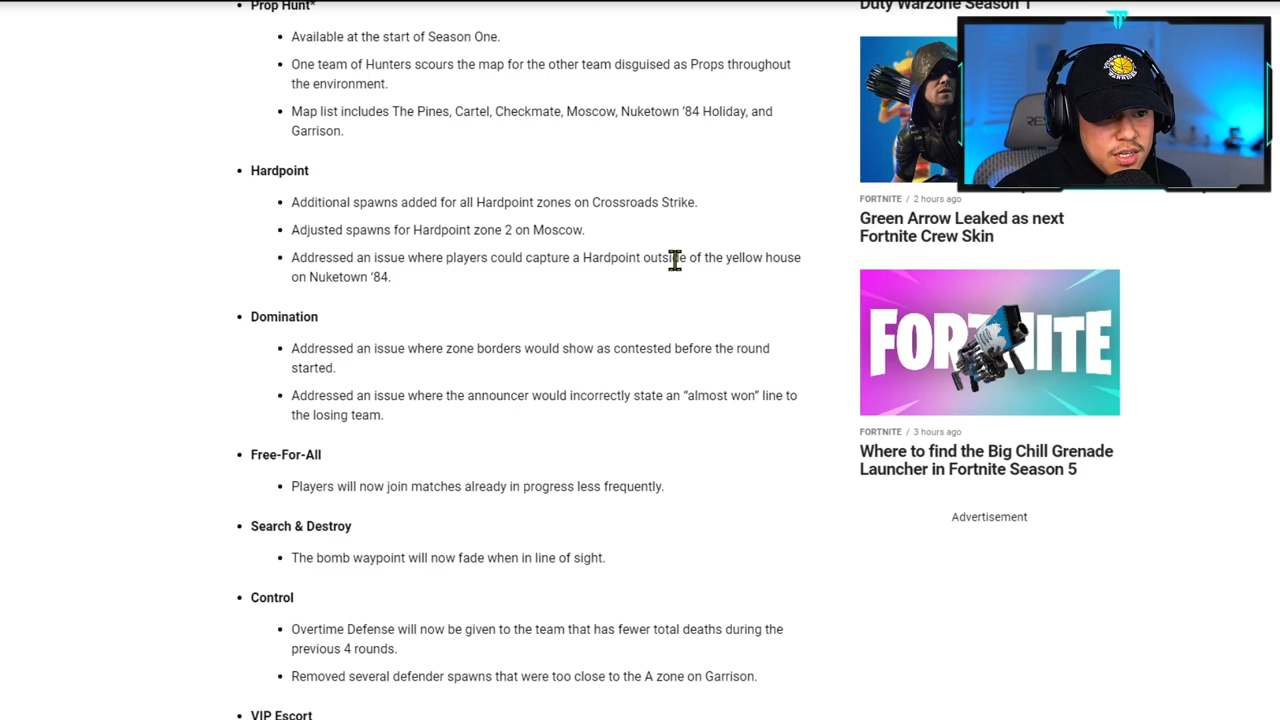 Prop Hunt*
Available at the start of Season One.
One team of Hunters scours the map for the other team disguised as Props throughout
the environment.
Map list includes The Pines, Cartel, Checkmate, Moscow, Nuketown ’84 Holiday, and
Garrison.
Hardpoint
Additional spawns added for all Hardpoint zones on Crossroads Strike.
Adjusted spawns for Hardpoint zone 2 on Moscow.
Addressed an issue where players could capture a Hardpoint outside of the yellow house
on Nuketown ‘84.
Domination
Addressed an issue where zone borders would show as contested before the round
started.
Addressed an issue where the announcer would incorrectly state an “almost won” line to
the losing team.
Free-For-All
Players will now join matches already in progress less frequently.
Search & Destroy
The bomb waypoint will now fade when in line of sight.
Control
Overtime Defense will now be given to the team that has fewer total deaths during the
previous 4 rounds.
Removed several defender spawns that were too close to the A zone on Garrison.
VIP Escort
Duty Warzone Season 1
WARRIORS
FORTNITE / 2 hours ago
Green Arrow Leaked as next
Fortnite Crew Skin
FORTNITE
FORTNITE / 3 hours ago
Where to find the Big Chill Grenade
Launcher in Fortnite Season 5
Advertisement